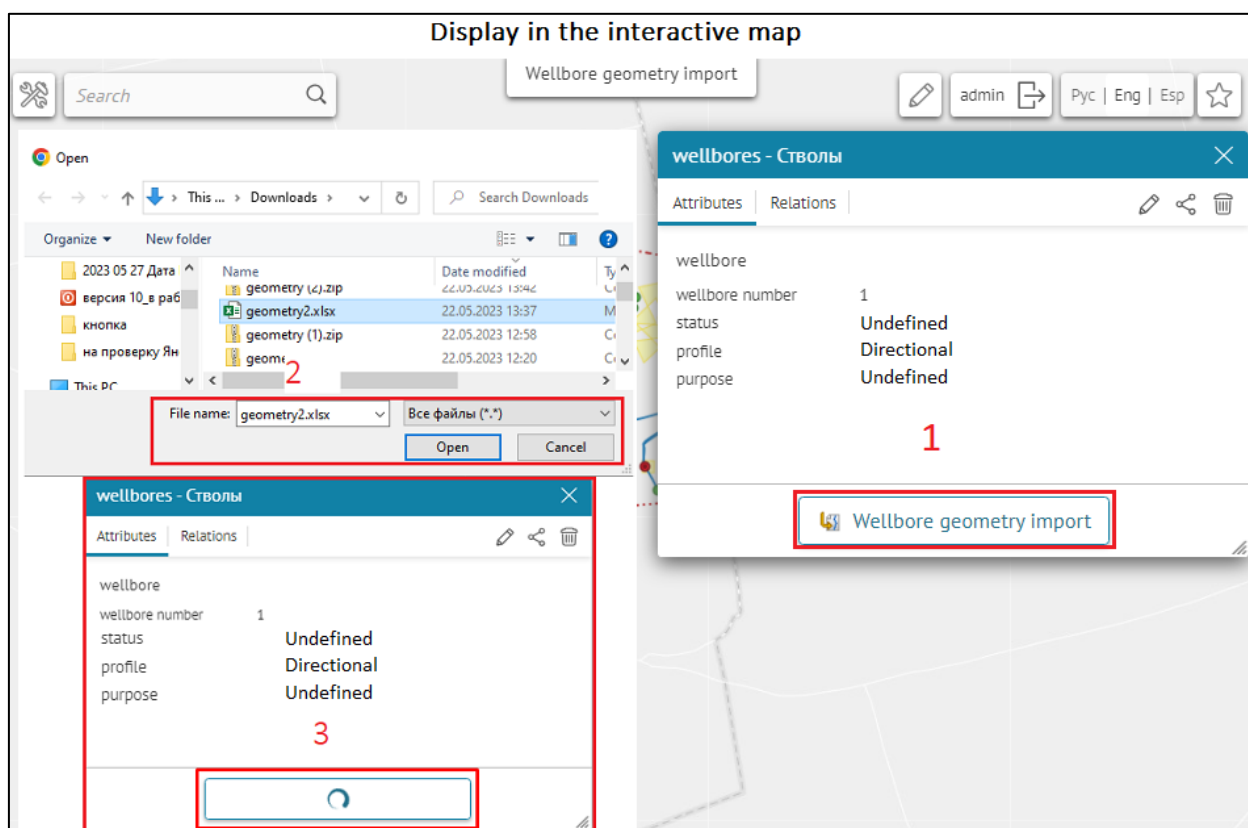 Display in the interactive map
Wellbore geometry import
Search
admin
Рус | Eng | Esp
Open
This ... > Downloads >
Search Downloads
Organize
New folder
2023 05 27 Дата
версия 10_в раб
кнопка
на проверку Ян
This PC
Name
Date modified
Ty
geometry (2).zip
22.05.2023 13:42
geometry2.xlsx
22.05.2023 13:37
M
geometry (1).zip
22.05.2023 12:58
geome
22.05.2023 12:20
2
File name:
geometry2.xlsx
Все файлы (*.*)
Open
Cancel
wellbores - Стволы
Attributes
Relations
wellbore
wellbore number 1
status Undefined
profile Directional
purpose Undefined
1
Wellbore geometry import
wellbores - Стволы
Attributes
Relations
wellbore
wellbore number 1
status Undefined
profile Directional
purpose Undefined
3